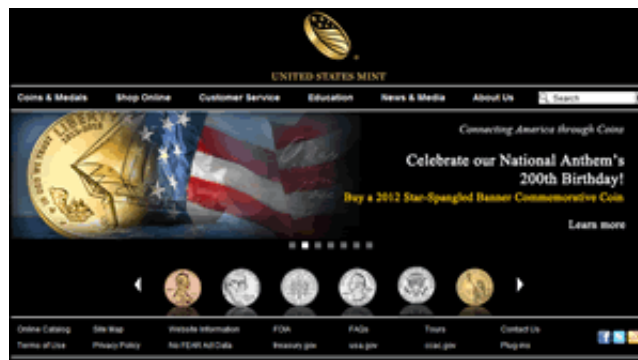 UNITED STATES MINT
Coins & Medals Shop Online Customer Service Education News & Media About Us Search
LIBERTY
Connecting America through Coins
Celebrate our National Anthem's
200th Birthday!
Buy a 2012 Star-Spangled Banner Commemorative Coin
Learn more
Online Catalog Site Map Website Information FOIA FAQs Tours Contact Us
Terms of Use Privacy Policy No FEAR Act Data treasury.gov usa.gov ccac.gov Plug-ins